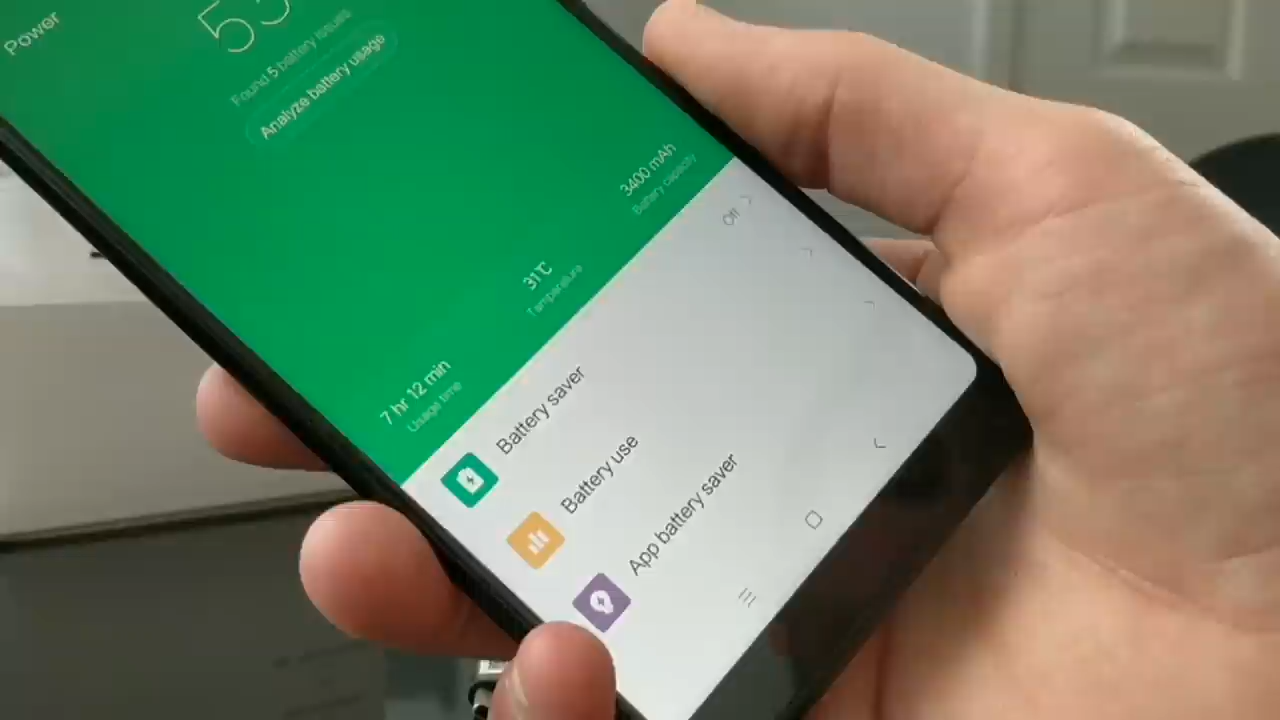 Power
53
Found 5 battery issues
Analyze battery usage
7 hr 12 min
Usage time
31℃
Temperature
3400 mAh
Battery capacity
Battery saver
Off
Battery use
App battery saver